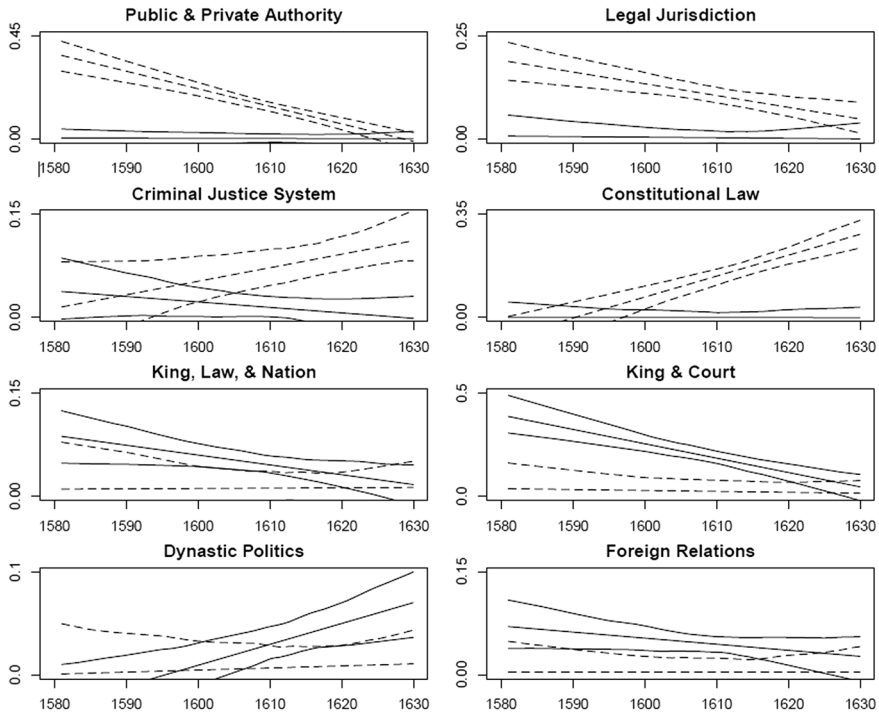 Public & Private Authority
0.45
0.00
1580 1590 1600 1610 1620 1630
Legal Jurisdiction
0.25
0.00
1580 1590 1600 1610 1620 1630
Criminal Justice System
0.15
0.00
1580 1590 1600 1610 1620 1630
Constitutional Law
0.35
0.00
1580 1590 1600 1610 1620 1630
King, Law, & Nation
0.15
0.00
1580 1590 1600 1610 1620 1630
King & Court
0.5
0.0
1580 1590 1600 1610 1620 1630
Dynastic Politics
0.1
0.0
1580 1590 1600 1610 1620 1630
Foreign Relations
0.15
0.00
1580 1590 1600 1610 1620 1630